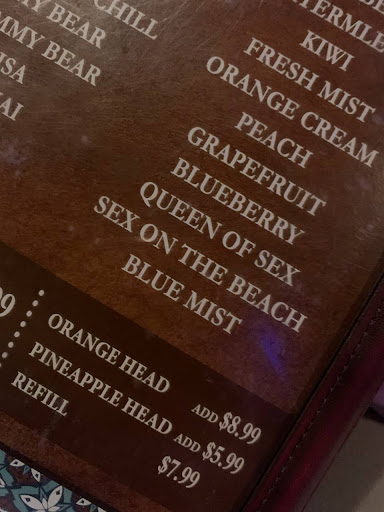 CHILL
BEAR
MMY BEAR
KIWI
FRESH MIST
ORANGE CREAM
PEACH
GRAPEFRUIT
BLUEBERRY
QUEEN OF SEX
SEX ON THE BEACH
BLUE MIST
ORANGE HEAD ADD $8.99
PINEAPPLE HEAD ADD $5.99
REFILL $7.99